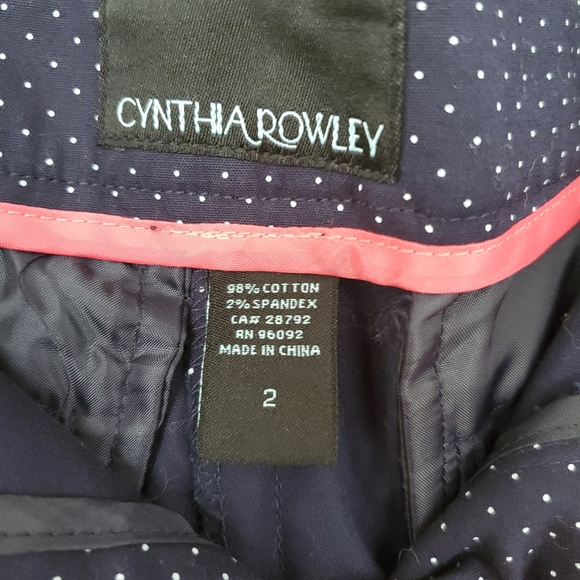 CYNTHIA ROWLEY
98% COTTON
2% SPANDEX
CA# 28792
RN 96092
MADE IN CHINA
2